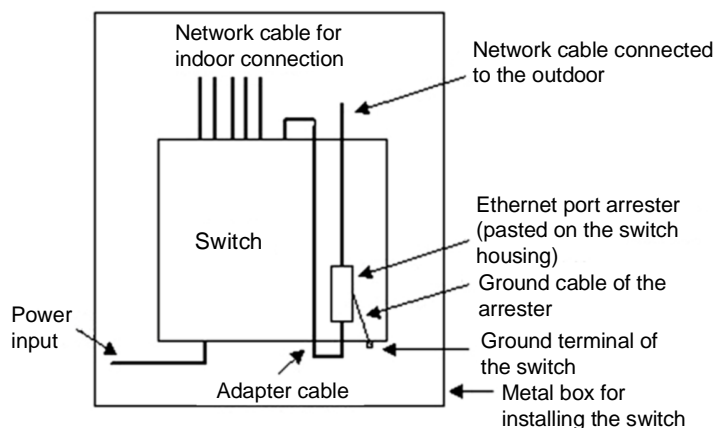 Network cable for
indoor connection
Network cable connected
to the outdoor
Switch
Ethernet port arrester
(pasted on the switch
housing)
Ground cable of the
arrester
Power
input
Ground terminal of
the switch
Adapter cable
Metal box for
installing the switch